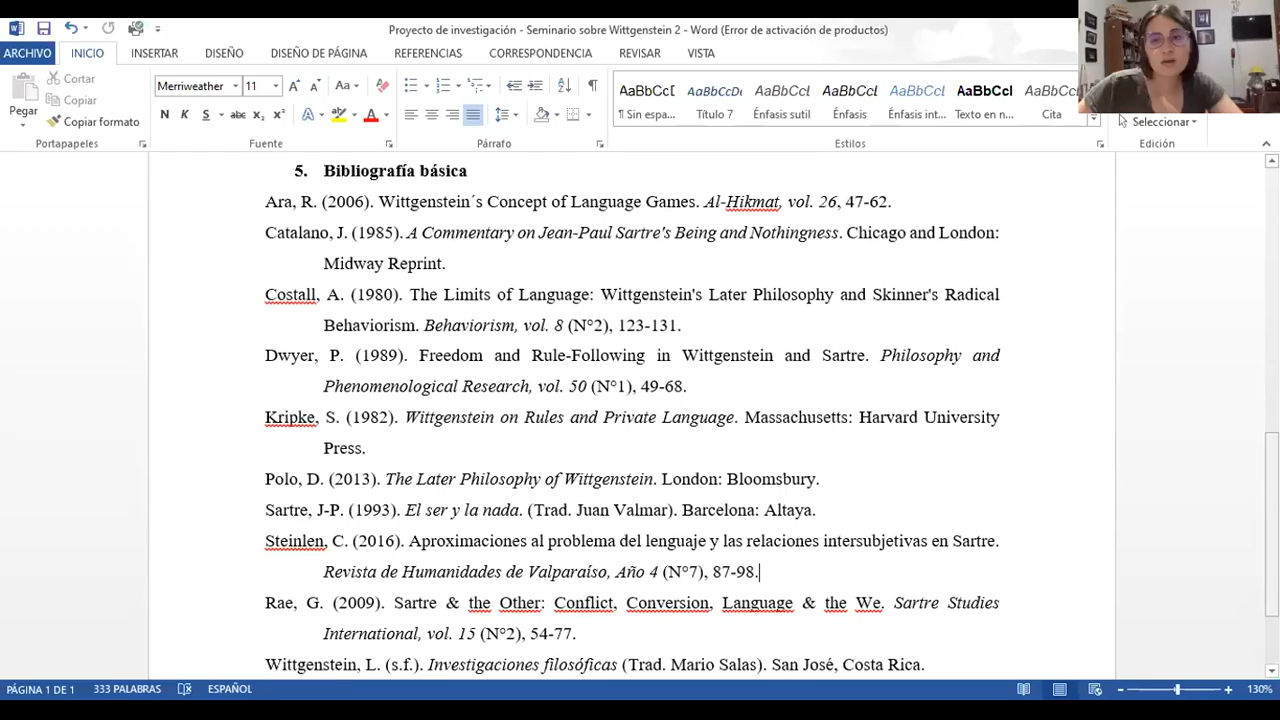 Proyecto de investigación - Seminario sobre Wittgenstein 2 - Word (Error de activación de productos)
ARCHIVO INICIO INSERTAR DISEÑO DISEÑO DE PÁGINA REFERENCIAS CORRESPONDENCIA REVISAR VISTA
Pegar
Cortar
Copiar
Copiar formato
Portapapeles
Merriweather 11
Fuente
Párrafo
AaBbCcD AaBbCcDt AaBbCcL AaBbCcL AaBbCcL AaBbCcl AaBbCcL
¶ Sin espa... Título 7 Énfasis sutil Énfasis Énfasis int... Texto en n... Cita
Estilos
Seleccionar
Edición
5. Bibliografía básica
Ara, R. (2006). Wittgenstein´s Concept of Language Games. Al-Hikmat, vol. 26, 47-62.
Catalano, J. (1985). A Commentary on Jean-Paul Sartre's Being and Nothingness. Chicago and London:
Midway Reprint.
Costall, A. (1980). The Limits of Language: Wittgenstein's Later Philosophy and Skinner's Radical
Behaviorism. Behaviorism, vol. 8 (N°2), 123-131.
Dwyer, P. (1989). Freedom and Rule-Following in Wittgenstein and Sartre. Philosophy and
Phenomenological Research, vol. 50 (N°1), 49-68.
Kripke, S. (1982). Wittgenstein on Rules and Private Language. Massachusetts: Harvard University
Press.
Polo, D. (2013). The Later Philosophy of Wittgenstein. London: Bloomsbury.
Sartre, J-P. (1993). El ser y la nada. (Trad. Juan Valmar). Barcelona: Altaya.
Steinlen, C. (2016). Aproximaciones al problema del lenguaje y las relaciones intersubjetivas en Sartre.
Revista de Humanidades de Valparaíso, Año 4 (N°7), 87-98.
Rae, G. (2009). Sartre & the Other: Conflict, Conversion, Language & the We. Sartre Studies
International, vol. 15 (N°2), 54-77.
Wittgenstein, L. (s.f.). Investigaciones filosóficas (Trad. Mario Salas). San José, Costa Rica.
PÁGINA 1 DE 1 333 PALABRAS ESPAÑOL 130%